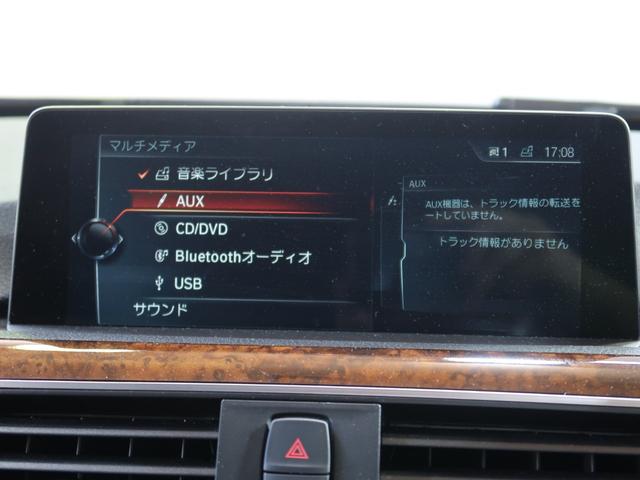 マルチメディア
1 17:08
音楽ライブラリ
AUX
CD/DVD
Bluetoothオーディオ
USB
サウンド
AUX
AUX機器は、トラック情報の転送を
ートしていません。
トラック情報がありません